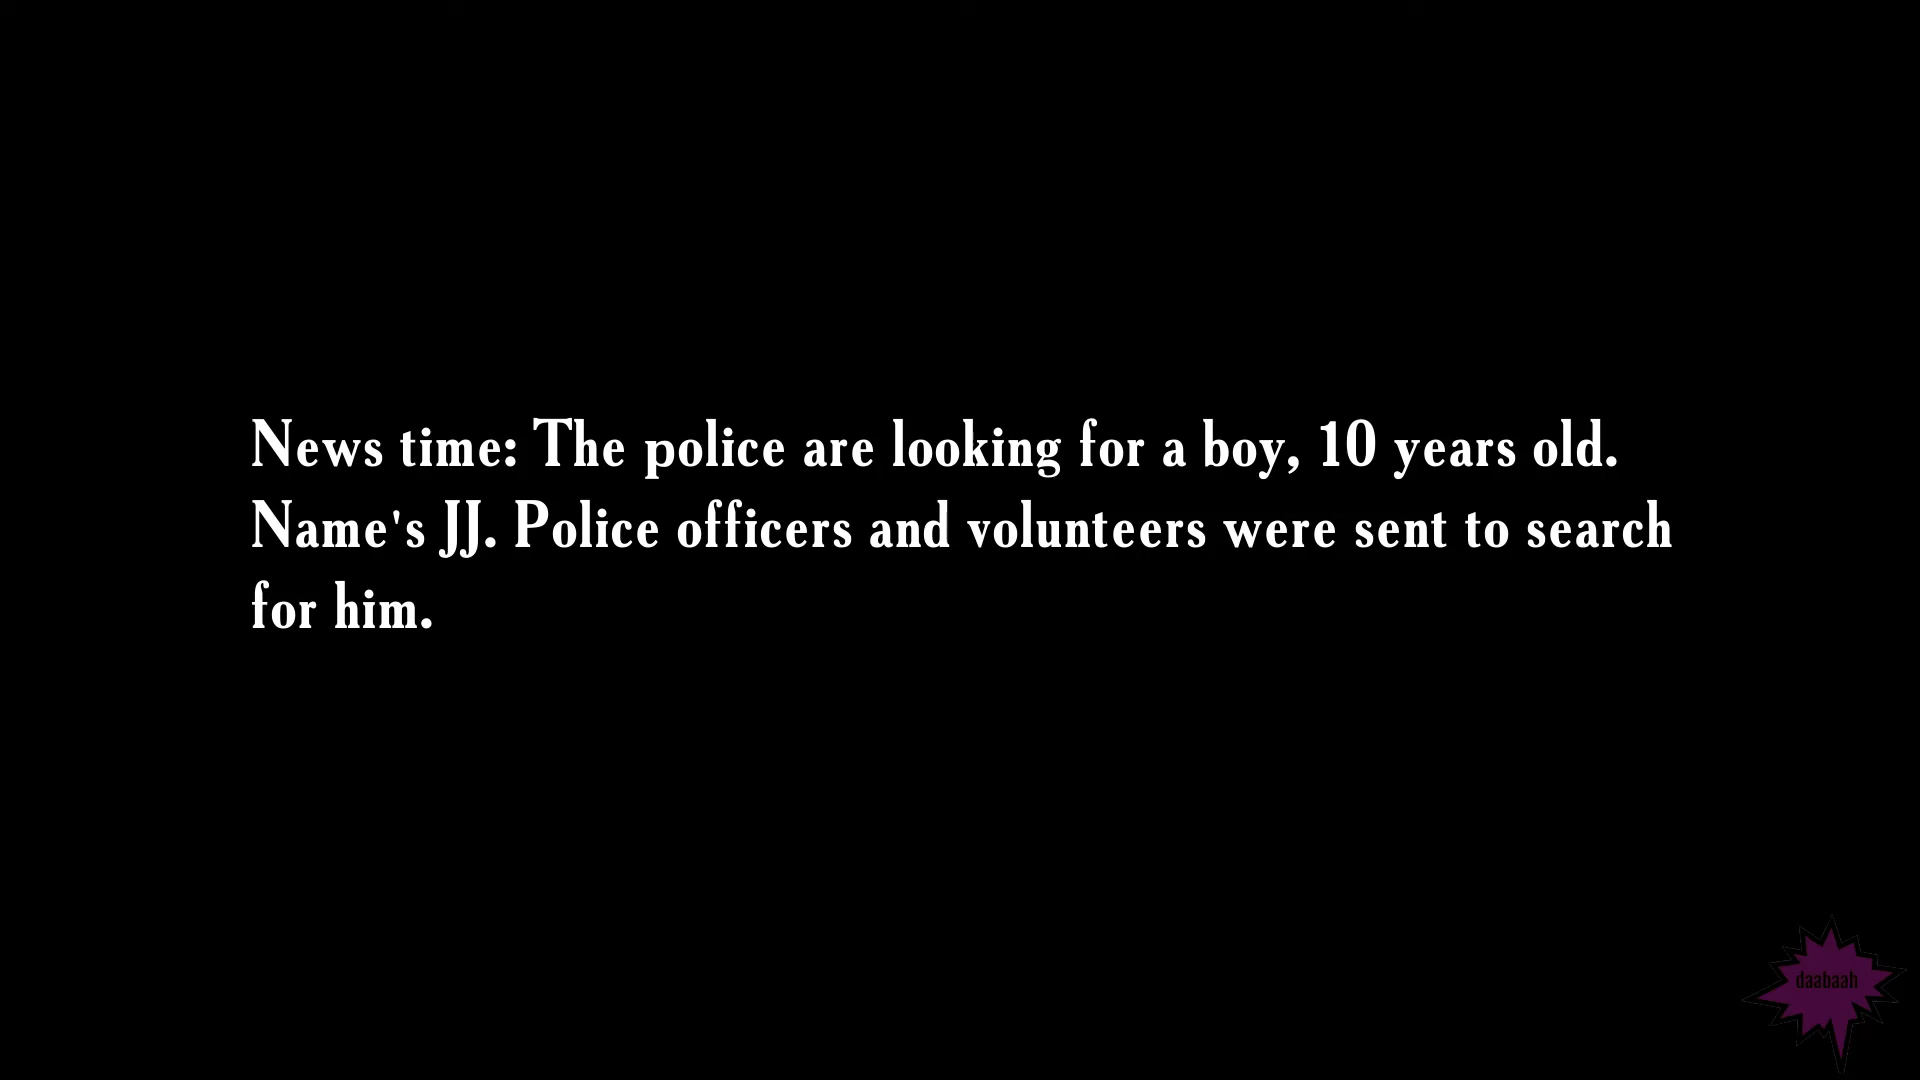 News time: The police are looking for a boy, 10 years old.
Name's JJ. Police officers and volunteers were sent to search
for him.
daabaah